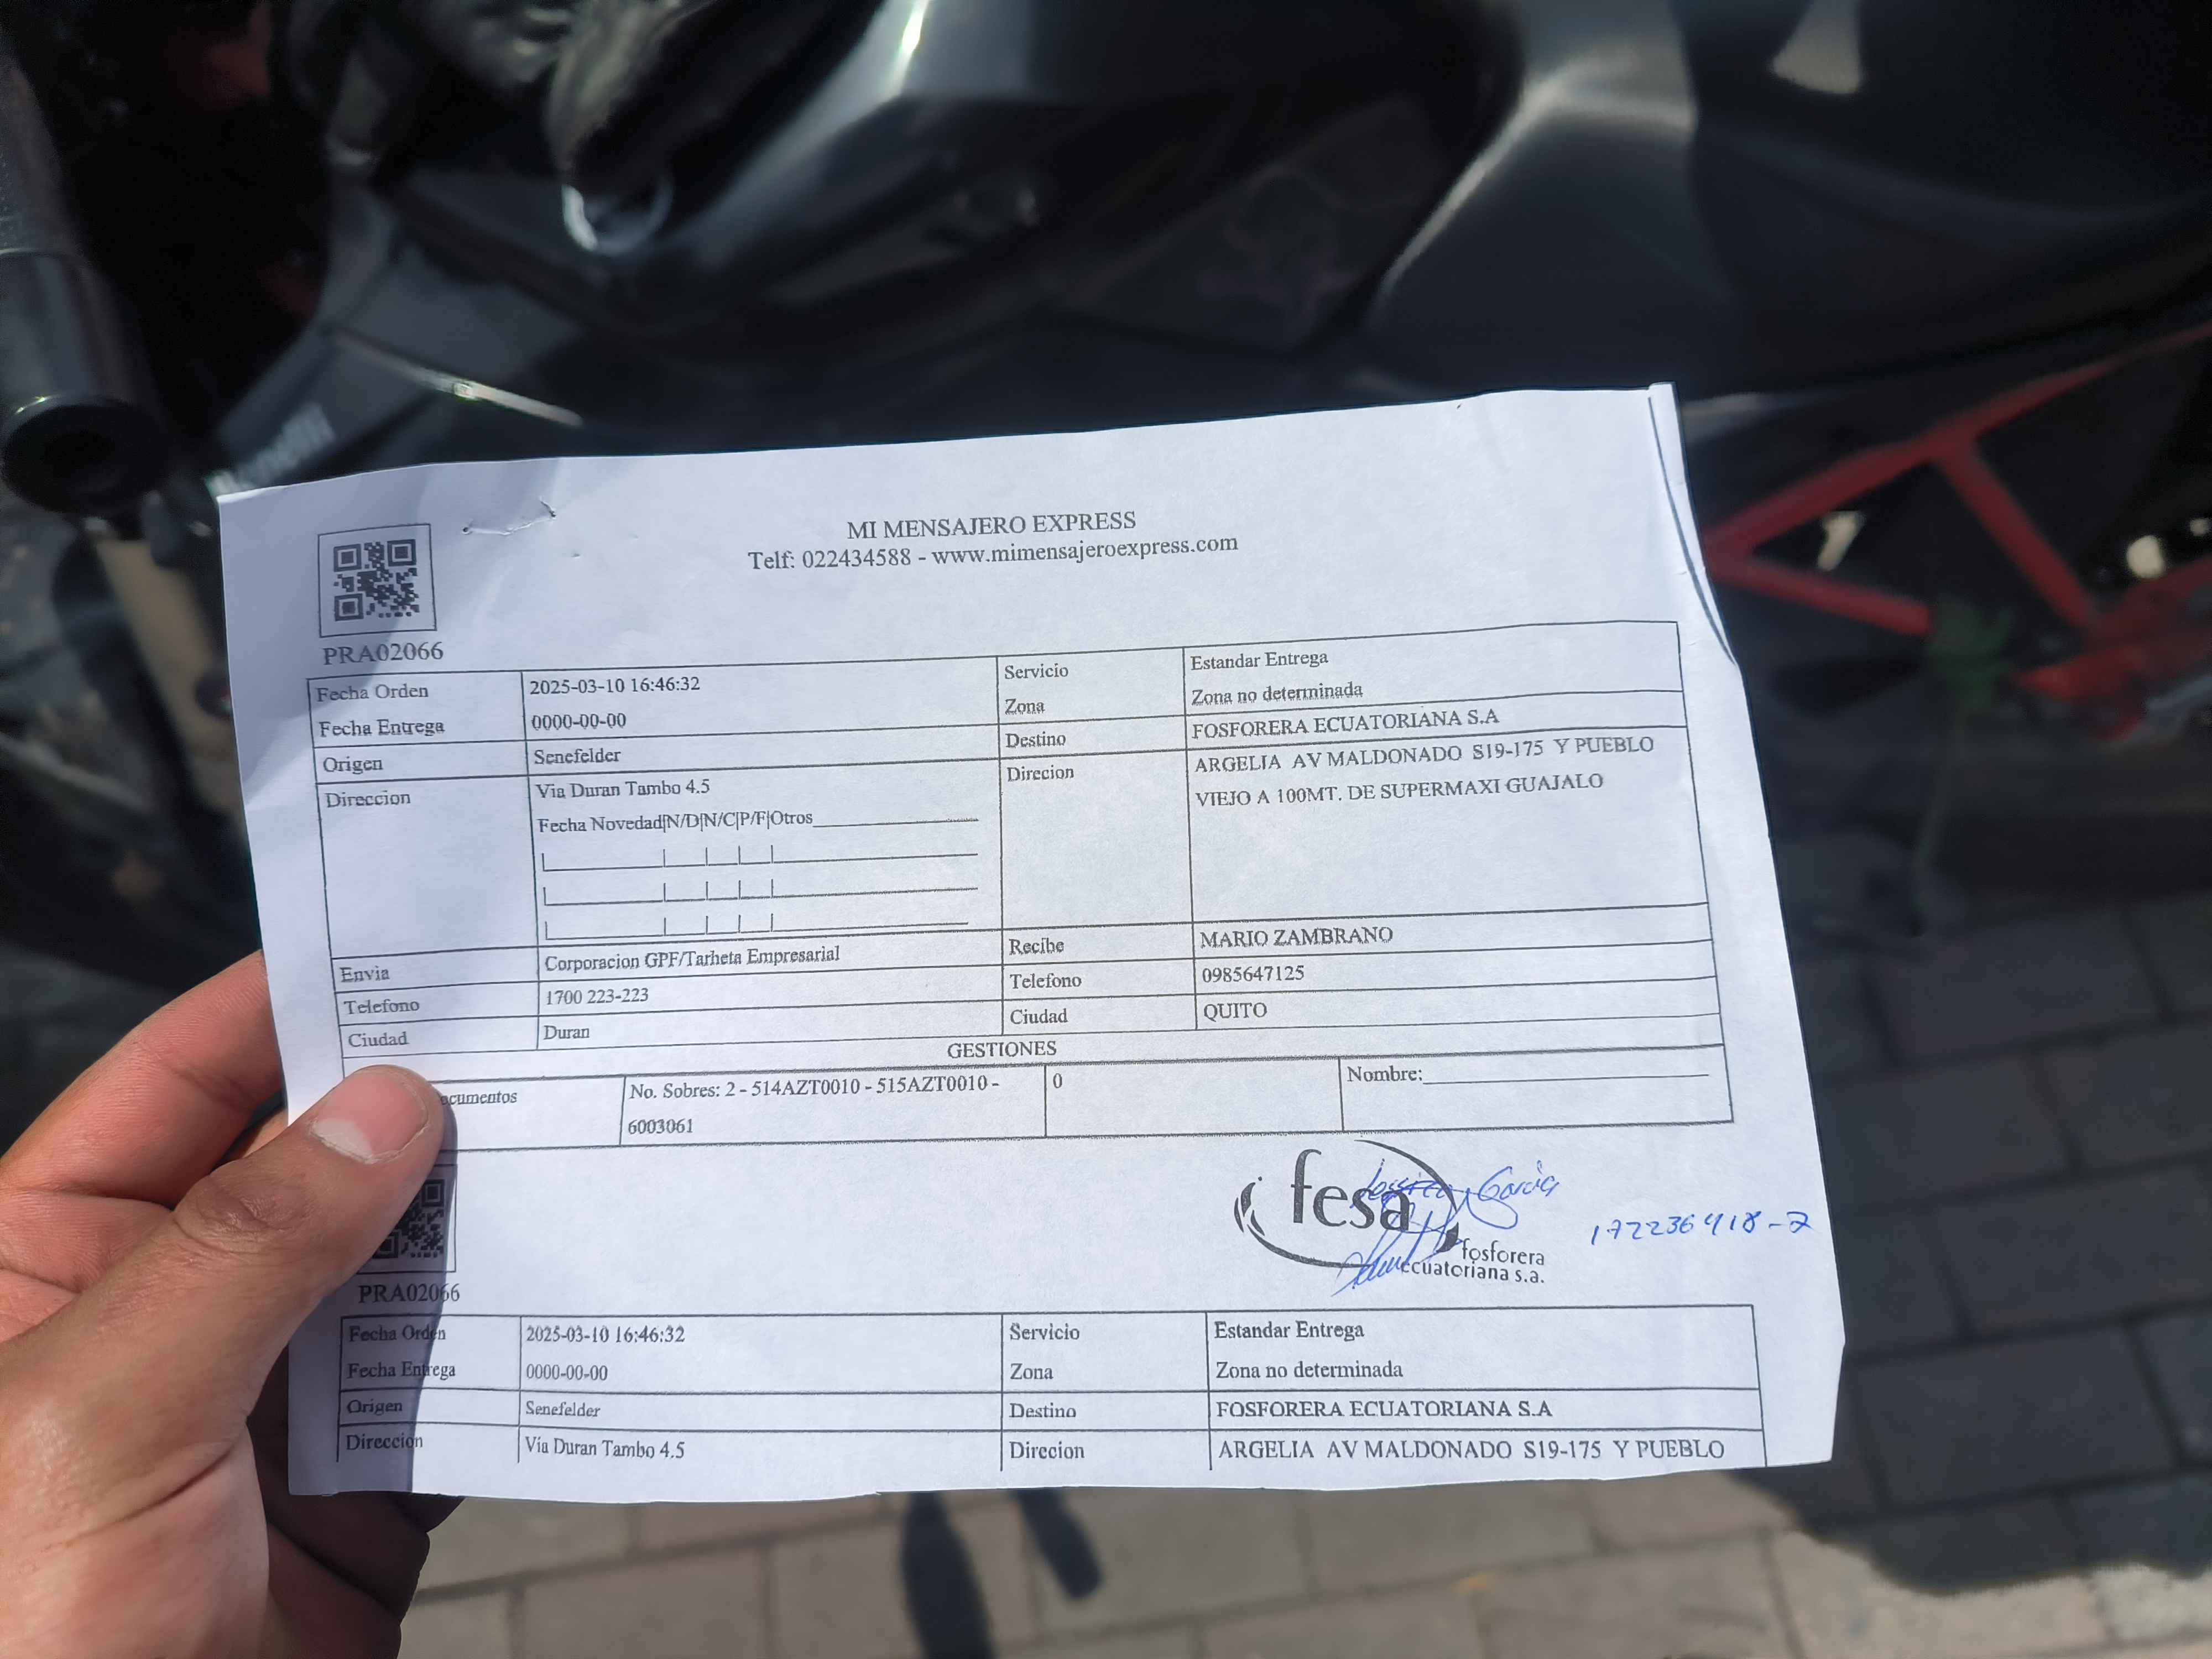 MI MENSAJERO EXPRESS
Telf: 022434588 - www.mimensajeroexpress.com
PRA02066
Fecha Orden 2025-03-10 16:46:32 Servicio Estandar Entrega
Fecha Entrega 0000-00-00 Zona Zona no determinada
Origen Senefelder Destino FOSFORERA ECUATORIANA S.A
Direccion Via Duran Tambo 4.5 Direcion ARGELIA AV MALDONADO S19-175 Y PUEBLO
Fecha Novedad|N/D|N/C|P/F|Otros VIEJO A 100MT. DE SUPERMAXI GUAJALO
Envia Corporacion GPF/Tarheta Empresarial Recibe MARIO ZAMBRANO
Telefono 1700 223-223 Telefono 0985647125
Ciudad Duran Ciudad QUITO
GESTIONES
ocumentos No. Sobres: 2 - 514AZT0010 - 515AZT0010 - 0 Nombre:
6003061
fesa Garcia
172236418-2
fosforera
ecuatoriana s.a.
PRA02066
Fecha Orden 2025-03-10 16:46:32 Servicio Estandar Entrega
Fecha Entrega 0000-00-00 Zona Zona no determinada
Origen Senefelder Destino FOSFORERA ECUATORIANA S.A
Direccion Via Duran Tambo 4.5 Direcion ARGELIA AV MALDONADO S19-175 Y PUEBLO